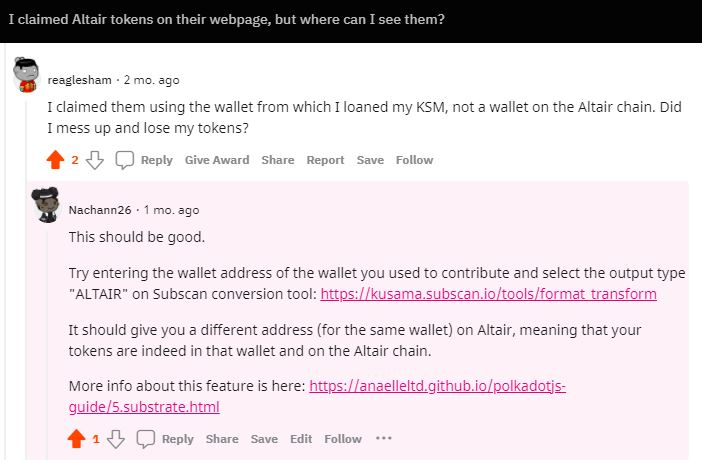 I claimed Altair tokens on their webpage, but where can I see them?
reaglesham · 2 mo. ago
I claimed them using the wallet from which I loaned my KSM, not a wallet on the Altair chain. Did
I mess up and lose my tokens?
2 Reply Give Award Share Report Save Follow
Nachann26 · 1 mo. ago
This should be good.
Try entering the wallet address of the wallet you used to contribute and select the output type
"ALTAIR" on Subscan conversion tool: https://kusama.subscan.io/tools/format_transform
It should give you a different address (for the same wallet) on Altair, meaning that your
tokens are indeed in that wallet and on the Altair chain.
More info about this feature is here: https://anaelleltd.github.io/polkadotjs-
guide/5.substrate.html
1 Reply Share Save Edit Follow ···